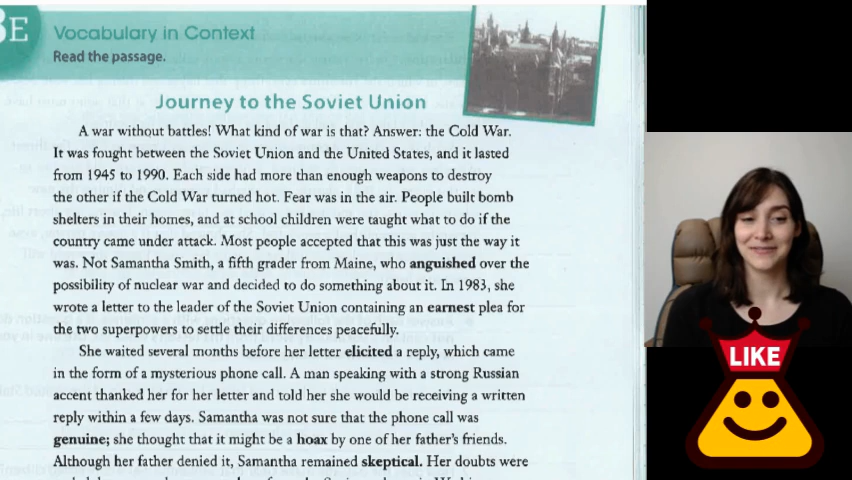 3E
Vocabulary in Context
Read the passage.
Journey to the Soviet Union
A war without battles! What kind of war is that? Answer: the Cold War.
It was fought between the Soviet Union and the United States, and it lasted
from 1945 to 1990. Each side had more than enough weapons to destroy
the other if the Cold War turned hot. Fear was in the air. People built bomb
shelters in their homes, and at school children were taught what to do if the
country came under attack. Most people accepted that this was just the way it
was. Not Samantha Smith, a fifth grader from Maine, who anguished over the
possibility of nuclear war and decided to do something about it. In 1983, she
wrote a letter to the leader of the Soviet Union containing an earnest plea for
the two superpowers to settle their differences peacefully.
She waited several months before her letter elicited a reply, which came
in the form of a mysterious phone call. A man speaking with a strong Russian
accent thanked her for her letter and told her she would be receiving a written
reply within a few days. Samantha was not sure that the phone call was
genuine; she thought that it might be a hoax by one of her father's friends.
Although her father denied it, Samantha remained skeptical. Her doubts were
LIKE